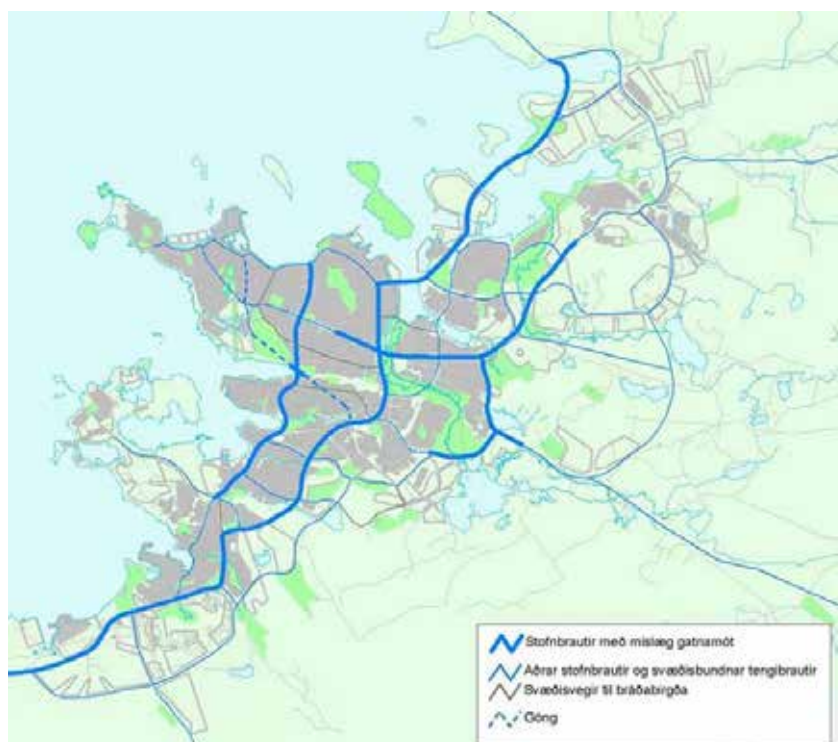 Stofnbrautir með mislæg gatnamót
Aðrar stofnbrautir og svæðisbundnar tengibrautir
Svæðisvegir til bráðabirgða
Göng